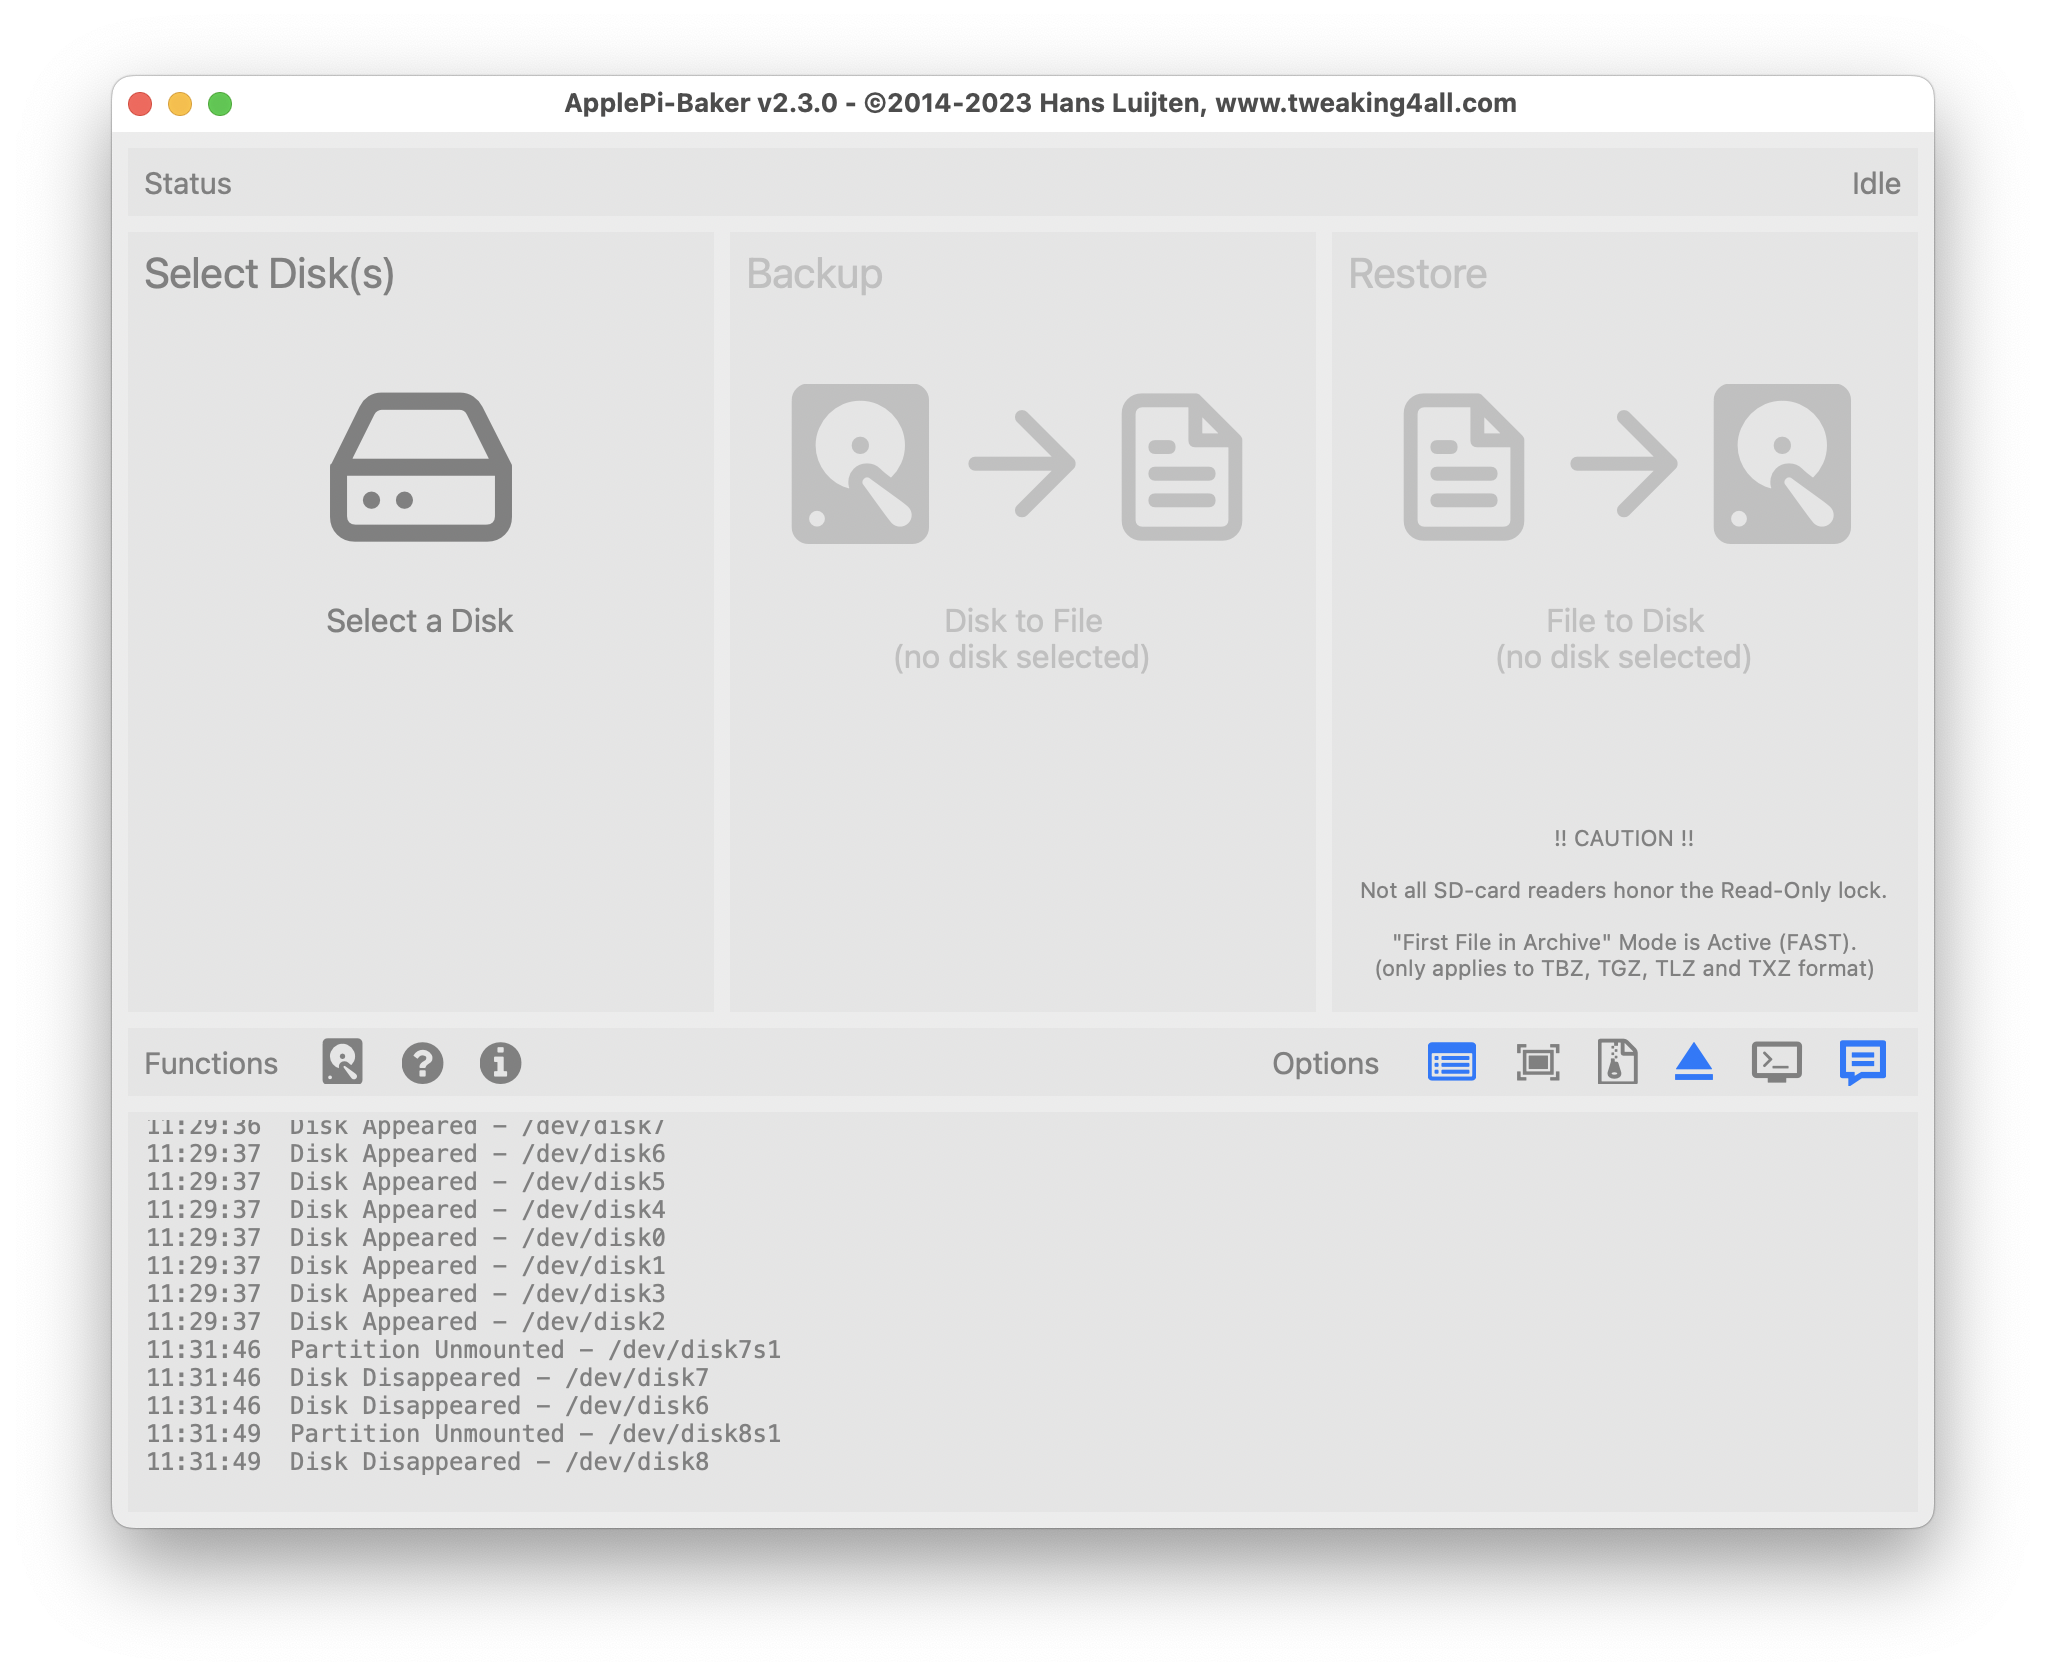 ApplePi-Baker v2.3.0 - ©2014-2023 Hans Luijten, www.tweaking4all.com
Status
Idle
Select Disk(s)
Select a Disk
Backup
Disk to File
(no disk selected)
Restore
File to Disk
(no disk selected)
!! CAUTION !!
Not all SD-card readers honor the Read-Only lock.
"First File in Archive" Mode is Active (FAST).
(only applies to TBZ, TGZ, TLZ and TXZ format)
Functions
Options
11:29:36  Disk Appeared - /dev/disk7
11:29:37  Disk Appeared - /dev/disk6
11:29:37  Disk Appeared - /dev/disk5
11:29:37  Disk Appeared - /dev/disk4
11:29:37  Disk Appeared - /dev/disk0
11:29:37  Disk Appeared - /dev/disk1
11:29:37  Disk Appeared - /dev/disk3
11:29:37  Disk Appeared - /dev/disk2
11:31:46  Partition Unmounted - /dev/disk7s1
11:31:46  Disk Disappeared - /dev/disk7
11:31:46  Disk Disappeared - /dev/disk6
11:31:49  Partition Unmounted - /dev/disk8s1
11:31:49  Disk Disappeared - /dev/disk8